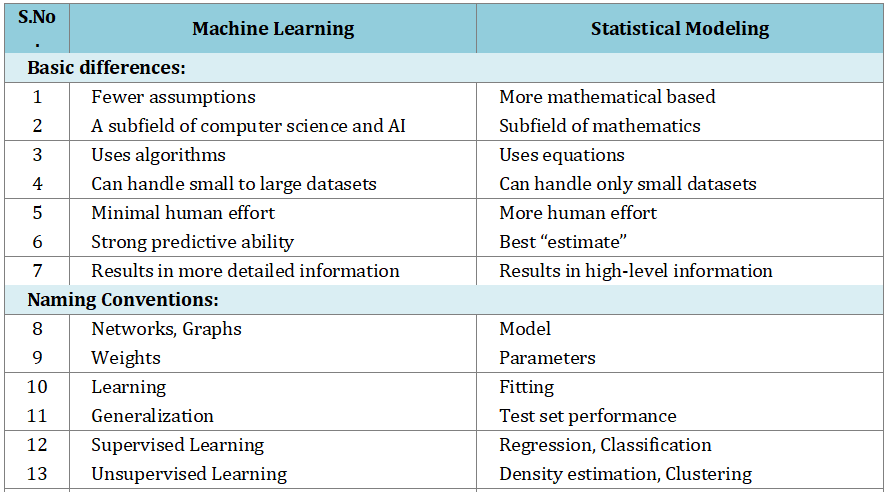 S.No
.
Machine Learning
Statistical Modeling
Basic differences:
1 Fewer assumptions More mathematical based
2 A subfield of computer science and AI Subfield of mathematics
3 Uses algorithms Uses equations
4 Can handle small to large datasets Can handle only small datasets
5 Minimal human effort More human effort
6 Strong predictive ability Best “estimate”
7 Results in more detailed information Results in high-level information
Naming Conventions:
8 Networks, Graphs Model
9 Weights Parameters
10 Learning Fitting
11 Generalization Test set performance
12 Supervised Learning Regression, Classification
13 Unsupervised Learning Density estimation, Clustering